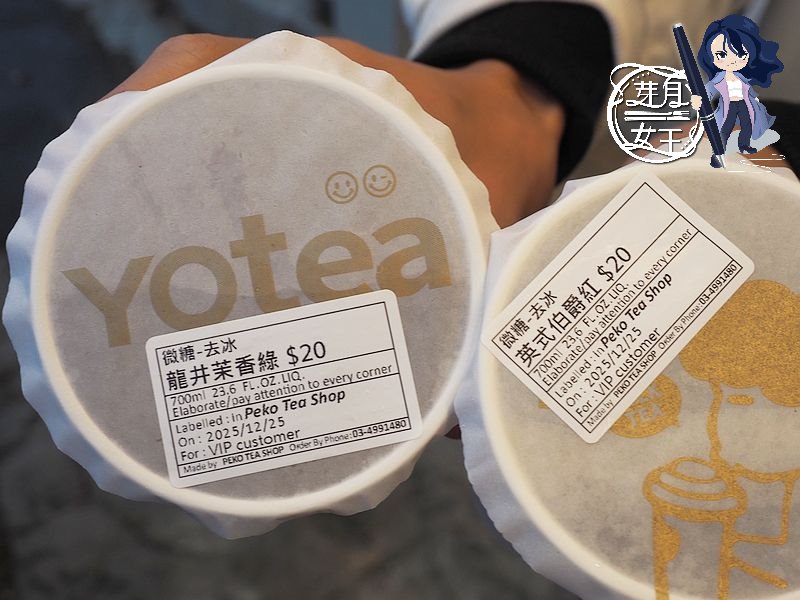 芽月
女王
Yotea
微糖-去冰
龍井茉香綠 $20
700ml 23.6 FL.OZ.LIQ.
Elaborate/pay attention to every corner
Labelled : in Peko Tea Shop
On : 2025/12/25
For : VIP customer
Made by PEKO TEA SHOP Order By Phone:03-4991480
微糖-去冰
英式伯爵紅 $20
700ml 23.6 FL.OZ.LIQ.
Elaborate/pay attention to every corner
Labelled : in Peko Tea Shop
On : 2025/12/25
For : VIP customer
Made by PEKO TEA SHOP Order By Phone:03-4991480